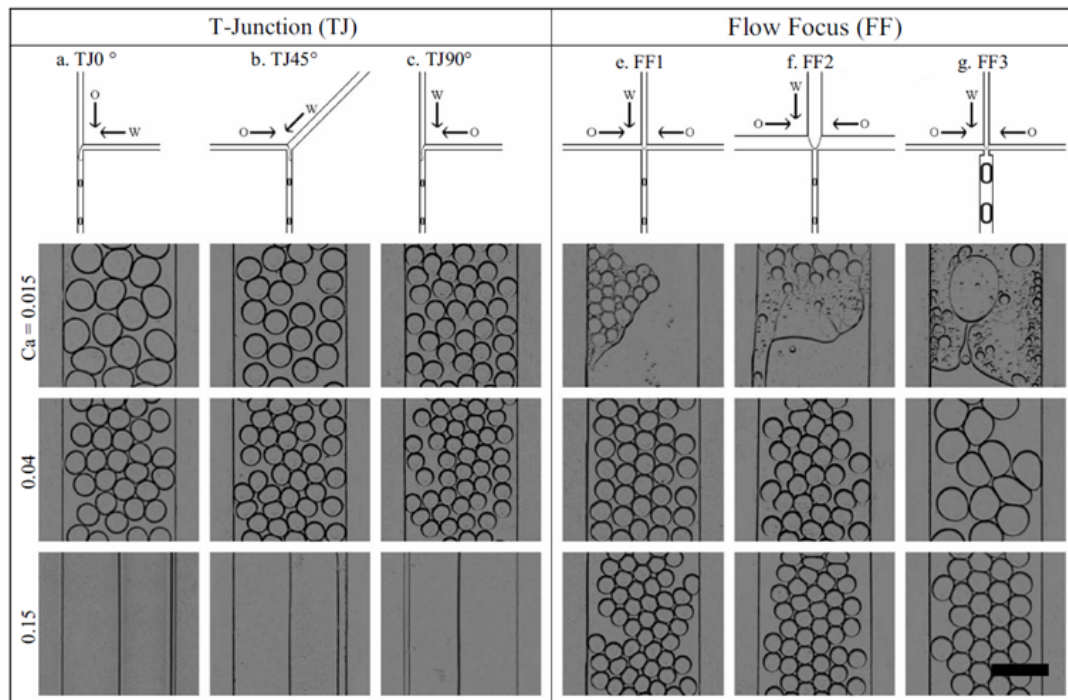 T-Junction (TJ)
Flow Focus (FF)
a. TJ0 °
b. TJ45°
c. TJ90°
e. FF1
f. FF2
g. FF3
O
W
O
W
W
O
W
O
O
W
O
O
W
O
O
Ca = 0.015
0.04
0.15